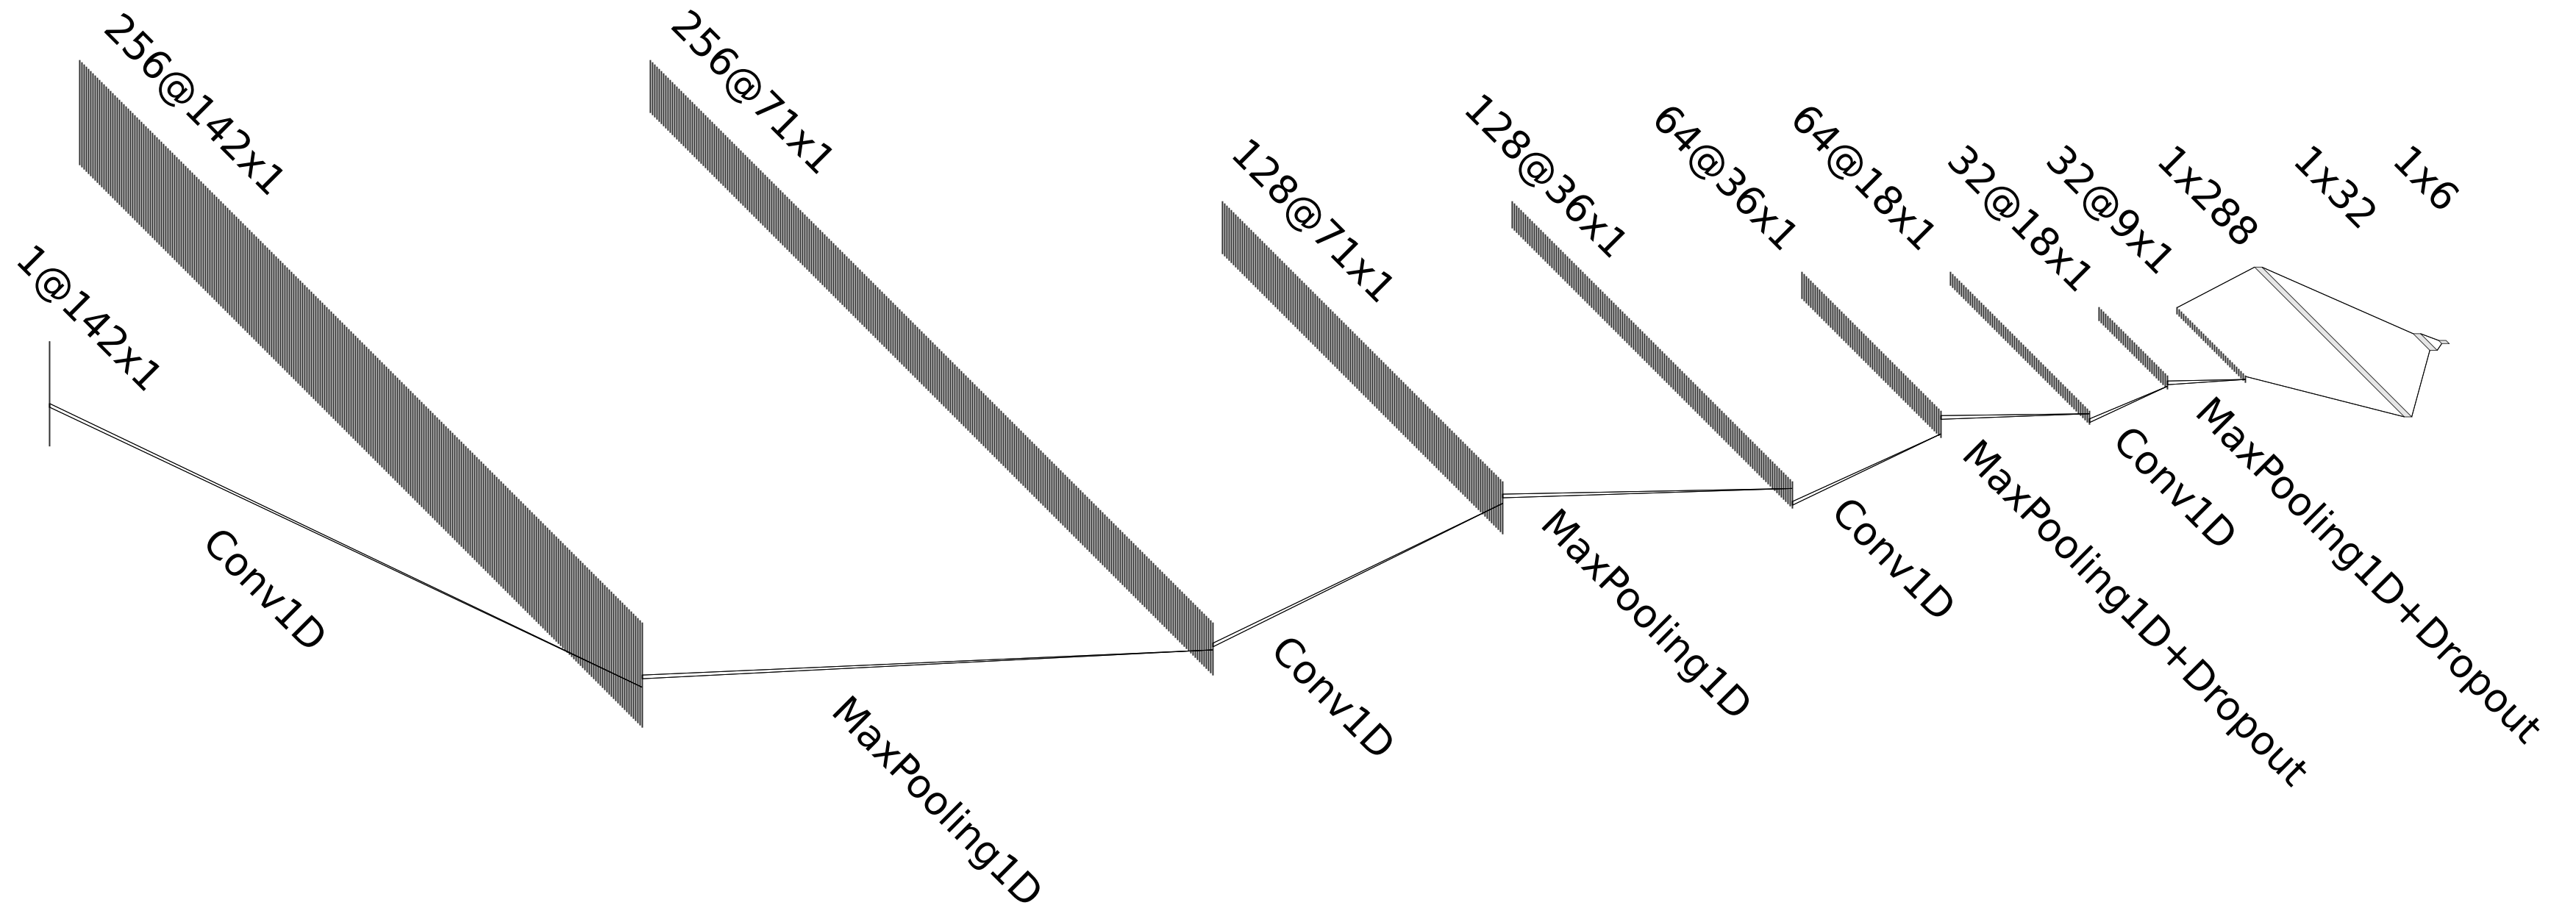 1@142x1
256@142x1
256@71x1
128@71x1
128@36x1
64@36x1
64@18x1
32@18x1
32@9x1
1x288
1x32
1x6
Conv1D
MaxPooling1D
Conv1D
MaxPooling1D
Conv1D
MaxPooling1D+Dropout
Conv1D
MaxPooling1D+Dropout